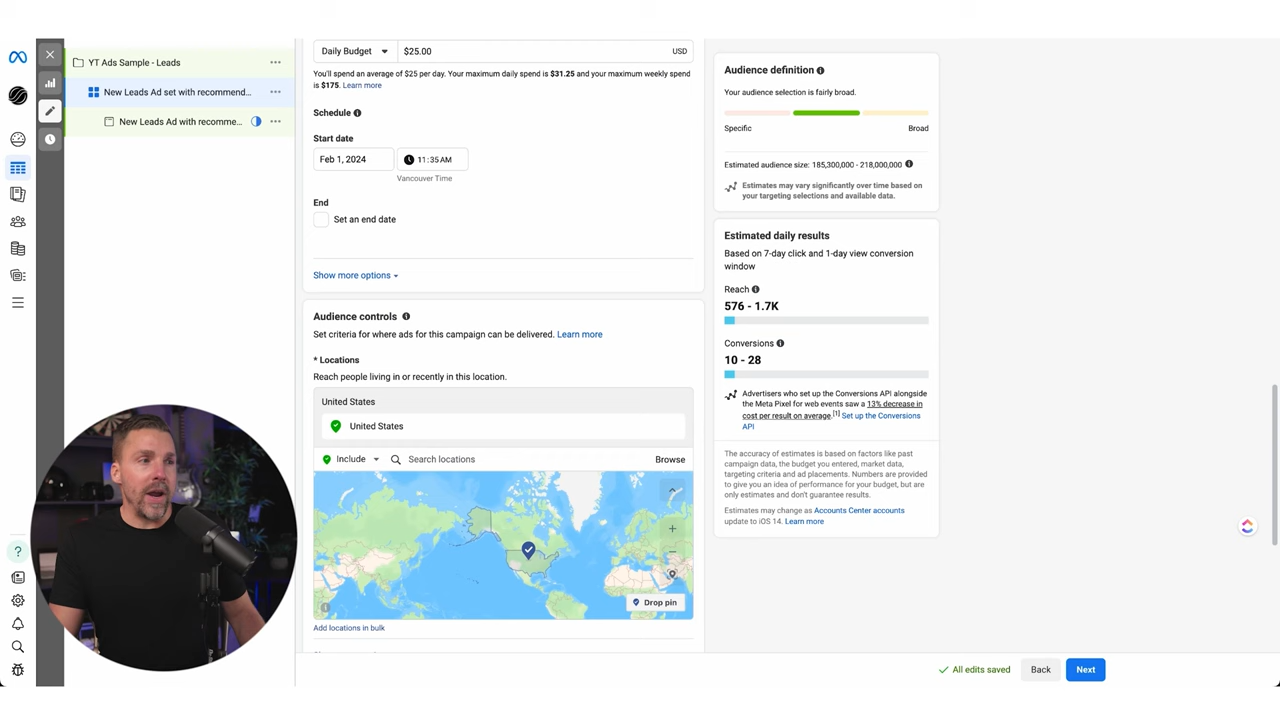 YT Ads Sample - Leads
New Leads Ad set with recommend...
New Leads Ad with recomme...
Daily Budget
$25.00
USD
You'll spend an average of $25 per day. Your maximum daily spend is $31.25 and your maximum weekly spend
is $175. Learn more
Schedule
Start date
Feb 1, 2024
11:35 AM
Vancouver Time
End
Set an end date
Show more options
Audience controls
Set criteria for where ads for this campaign can be delivered. Learn more
* Locations
Reach people living in or recently in this location.
United States
United States
Include
Search locations
Browse
Drop pin
Add locations in bulk
Audience definition
Your audience selection is fairly broad.
Specific
Broad
Estimated audience size: 185,300,000 - 218,000,000
Estimates may vary significantly over time based on
your targeting selections and available data.
Estimated daily results
Based on 7-day click and 1-day view conversion
window
Reach
576 - 1.7K
Conversions
10 - 28
Advertisers who set up the Conversions API alongside
the Meta Pixel for web events saw a 13% decrease in
cost per result on average.[1] Set up the Conversions
API
The accuracy of estimates is based on factors like past
campaign data, the budget you entered, market data,
targeting criteria and ad placements. Numbers are provided
to give you an idea of performance for your budget, but are
only estimates and don't guarantee results.
Estimates may change as Accounts Center accounts
update to iOS 14. Learn more
All edits saved
Back
Next